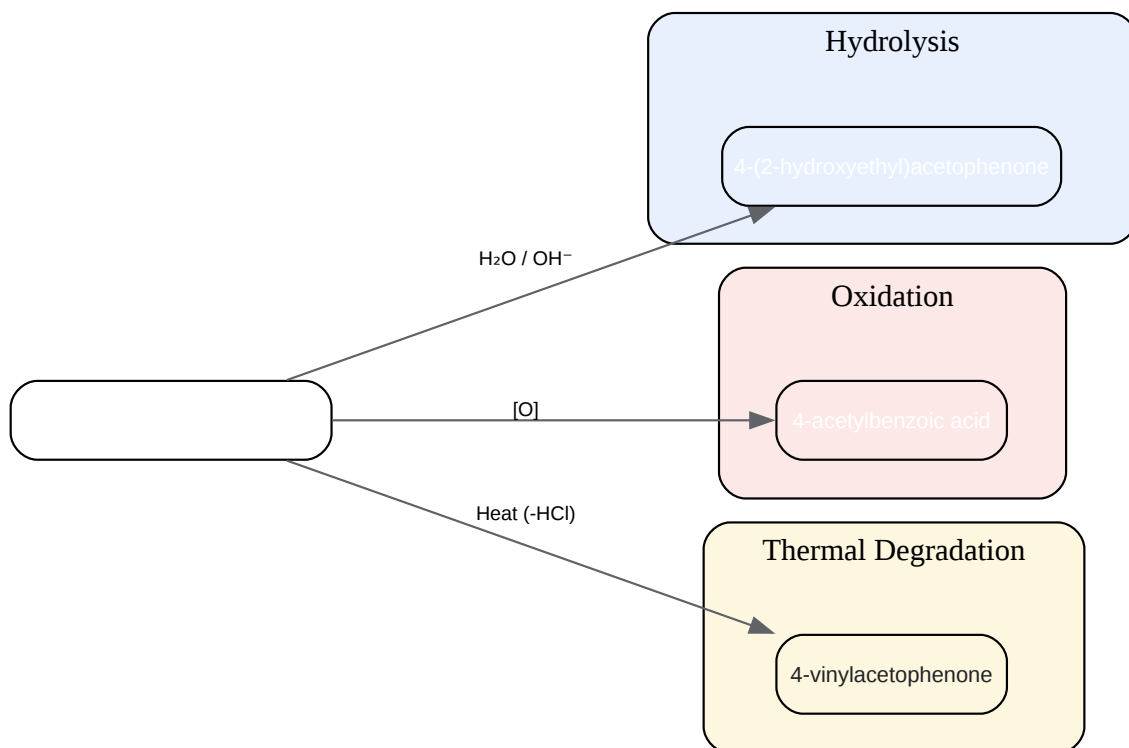 Hydrolysis
4-(2-hydroxyethyl)acetophenone
H₂O / OH⁻
Oxidation
[O]
4-acetylbenzoic acid
Heat (-HCl)
Thermal Degradation
4-vinylacetophenone